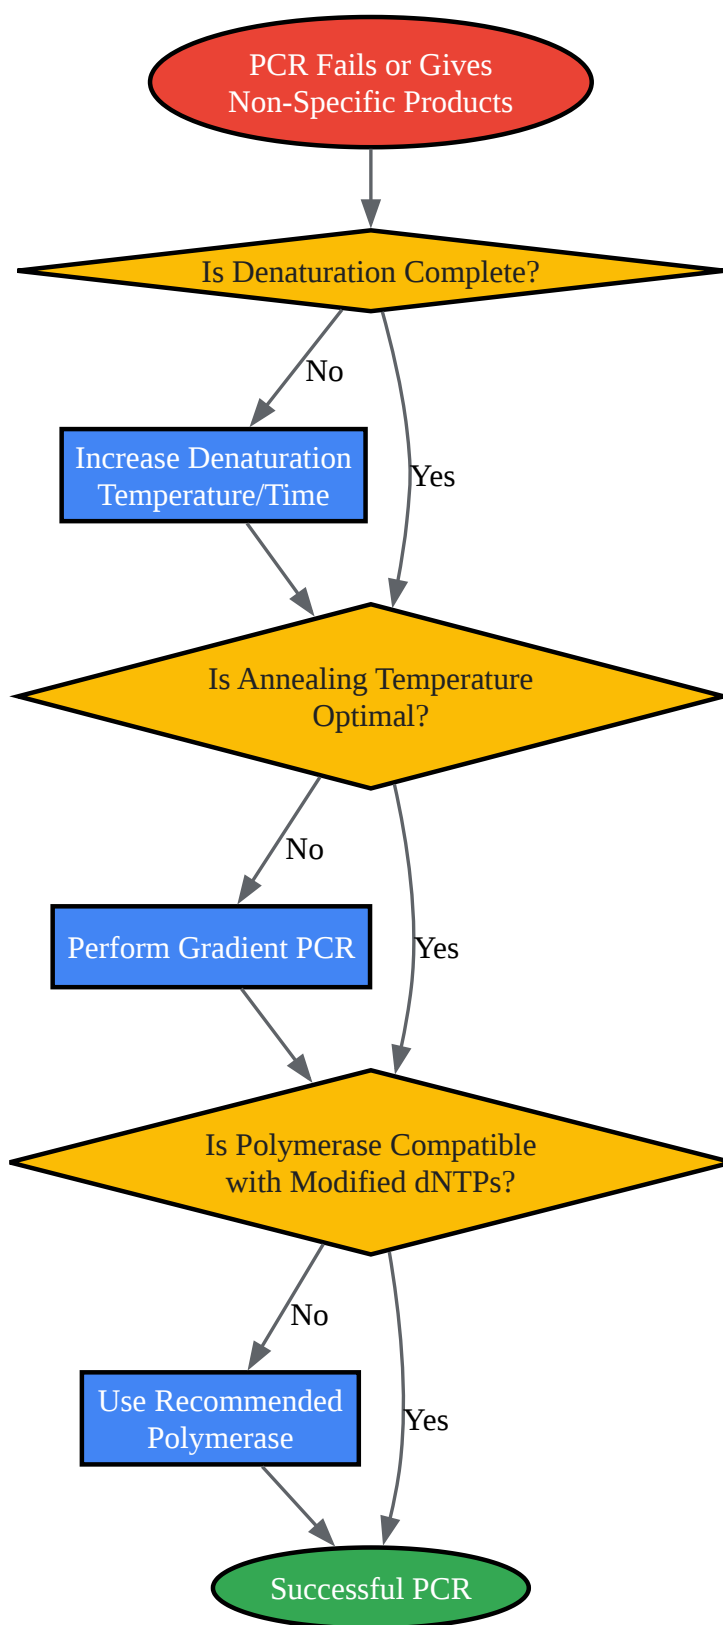 PCR Fails or Gives
Non-Specific Products
Is Denaturation Complete?
No
Increase Denaturation
Temperature/Time
Yes
Is Annealing Temperature
Optimal?
No
Perform Gradient PCR
Yes
Is Polymerase Compatible
with Modified dNTPs?
No
Use Recommended
Polymerase
Yes
Successful PCR